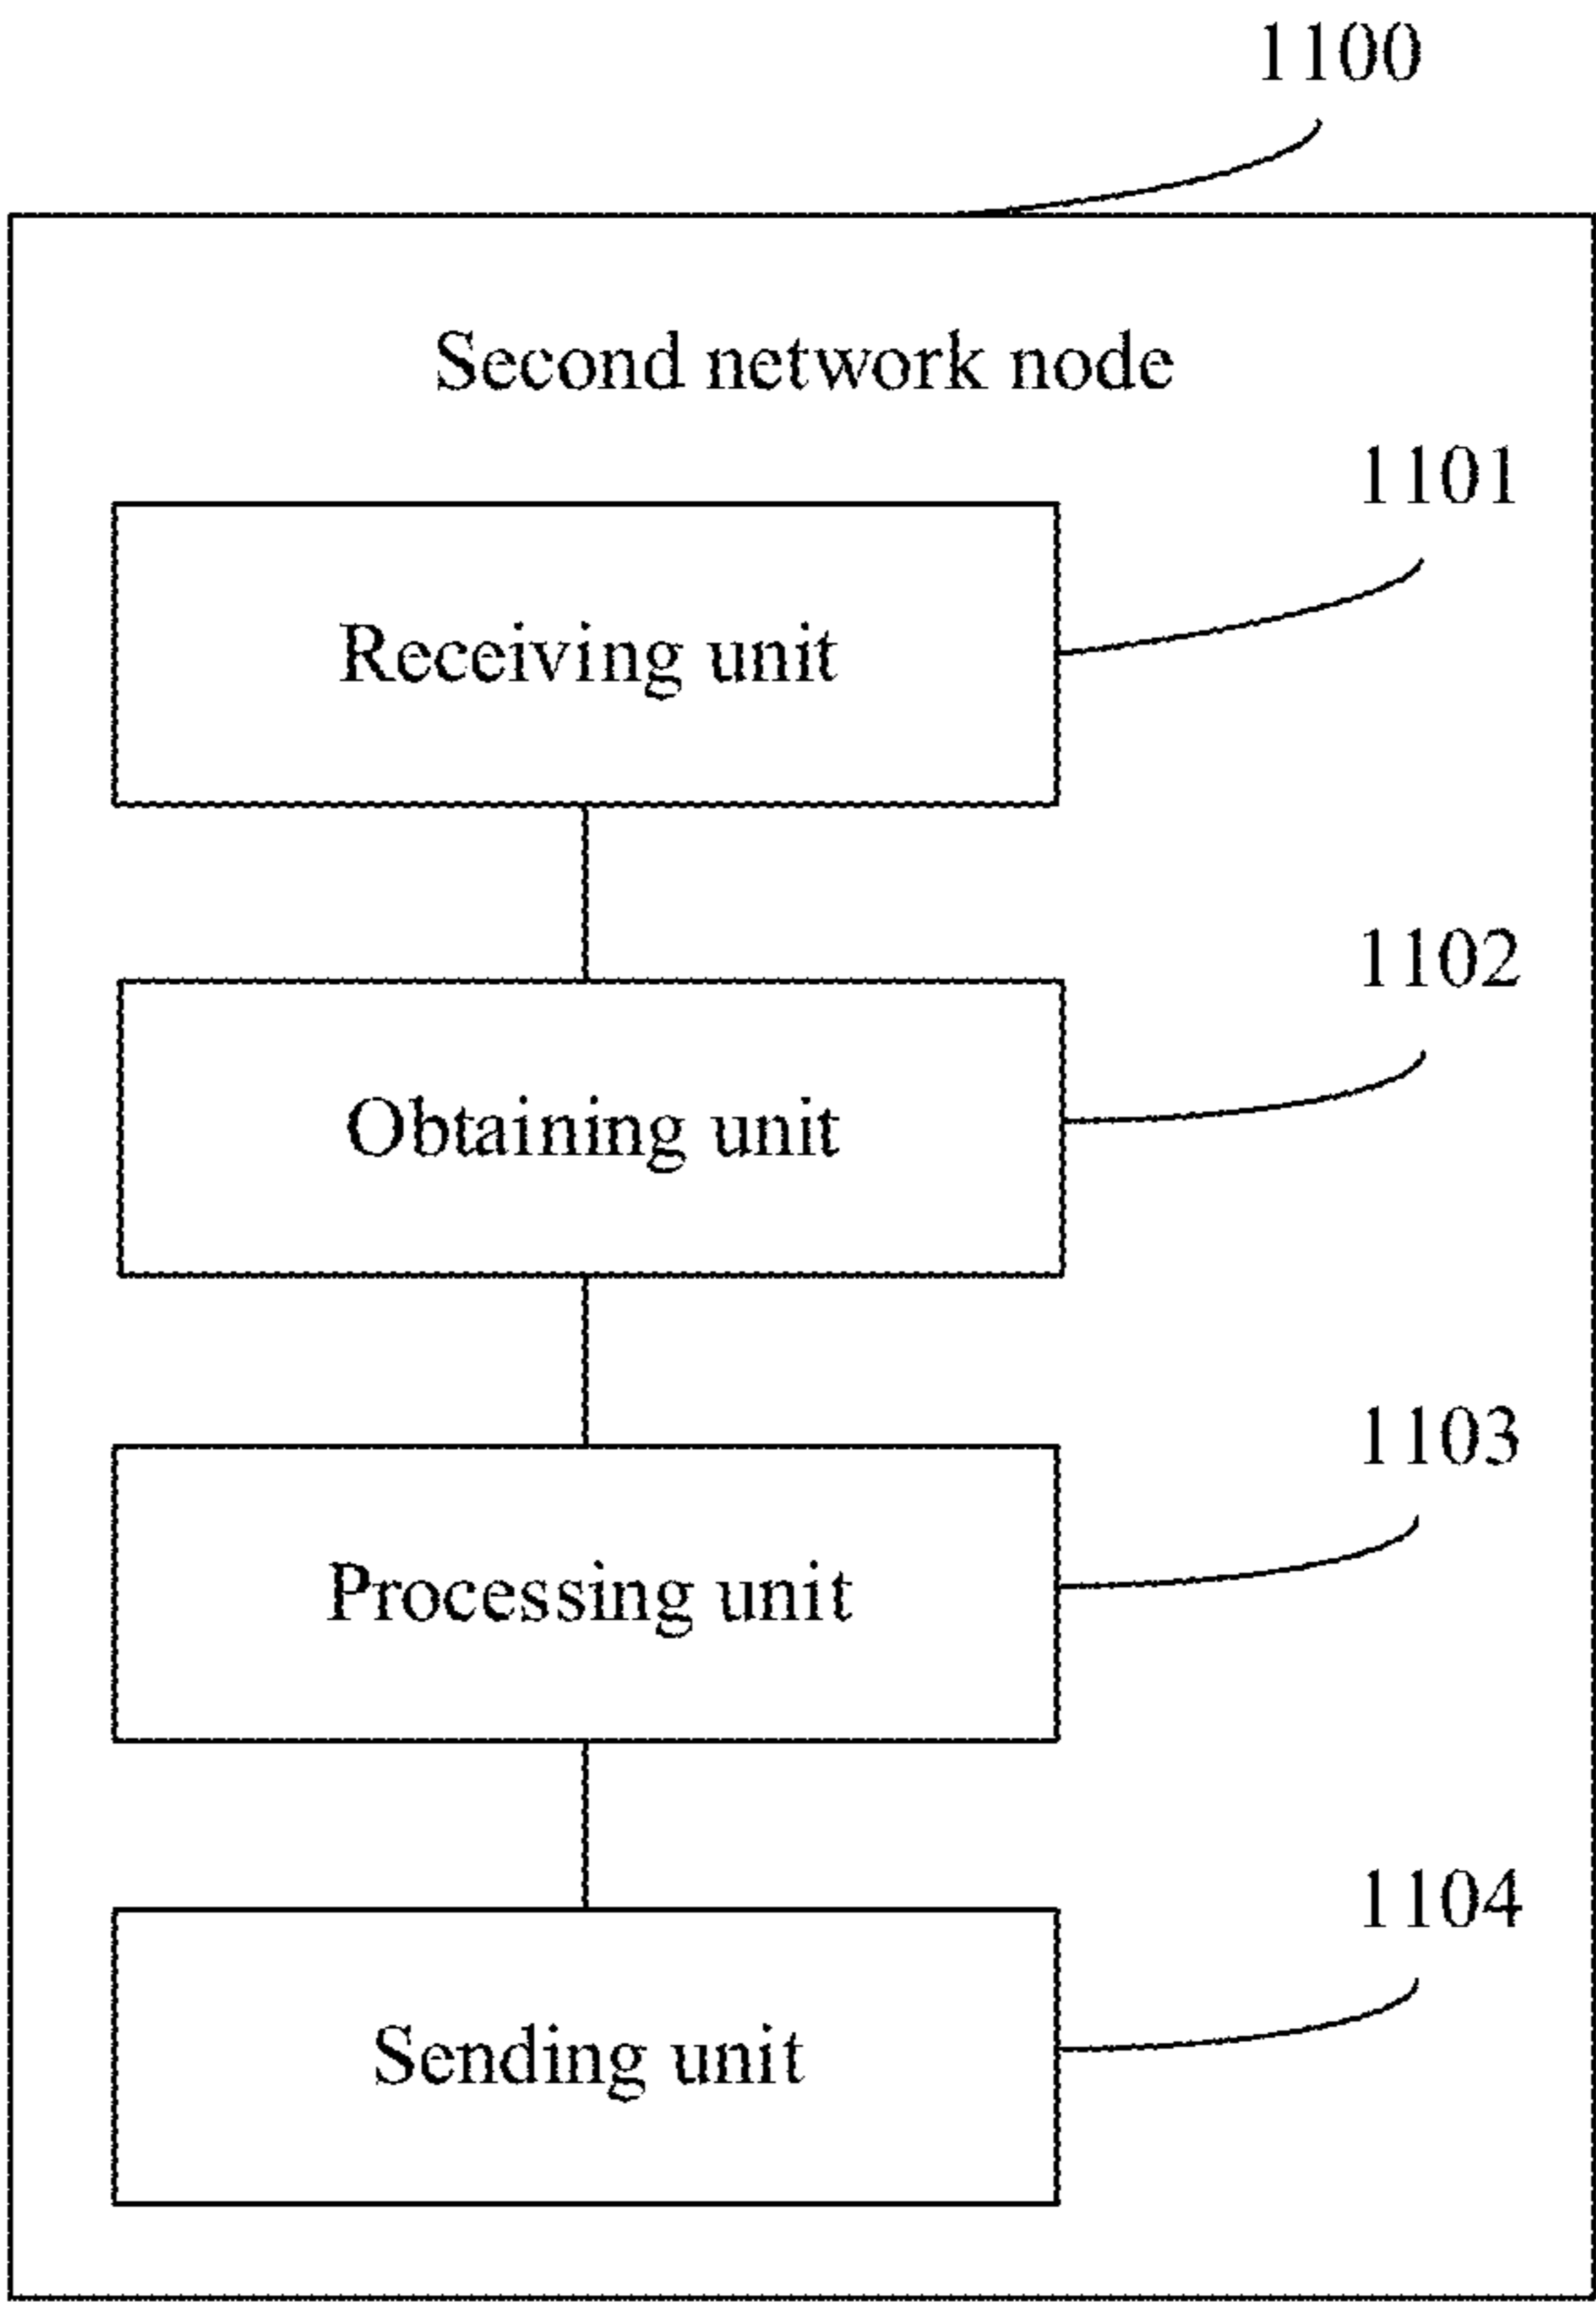 1100
Second network node
1101
Receiving unit
1102
Obtaining unit
1103
Processing unit
1104
Sending unit